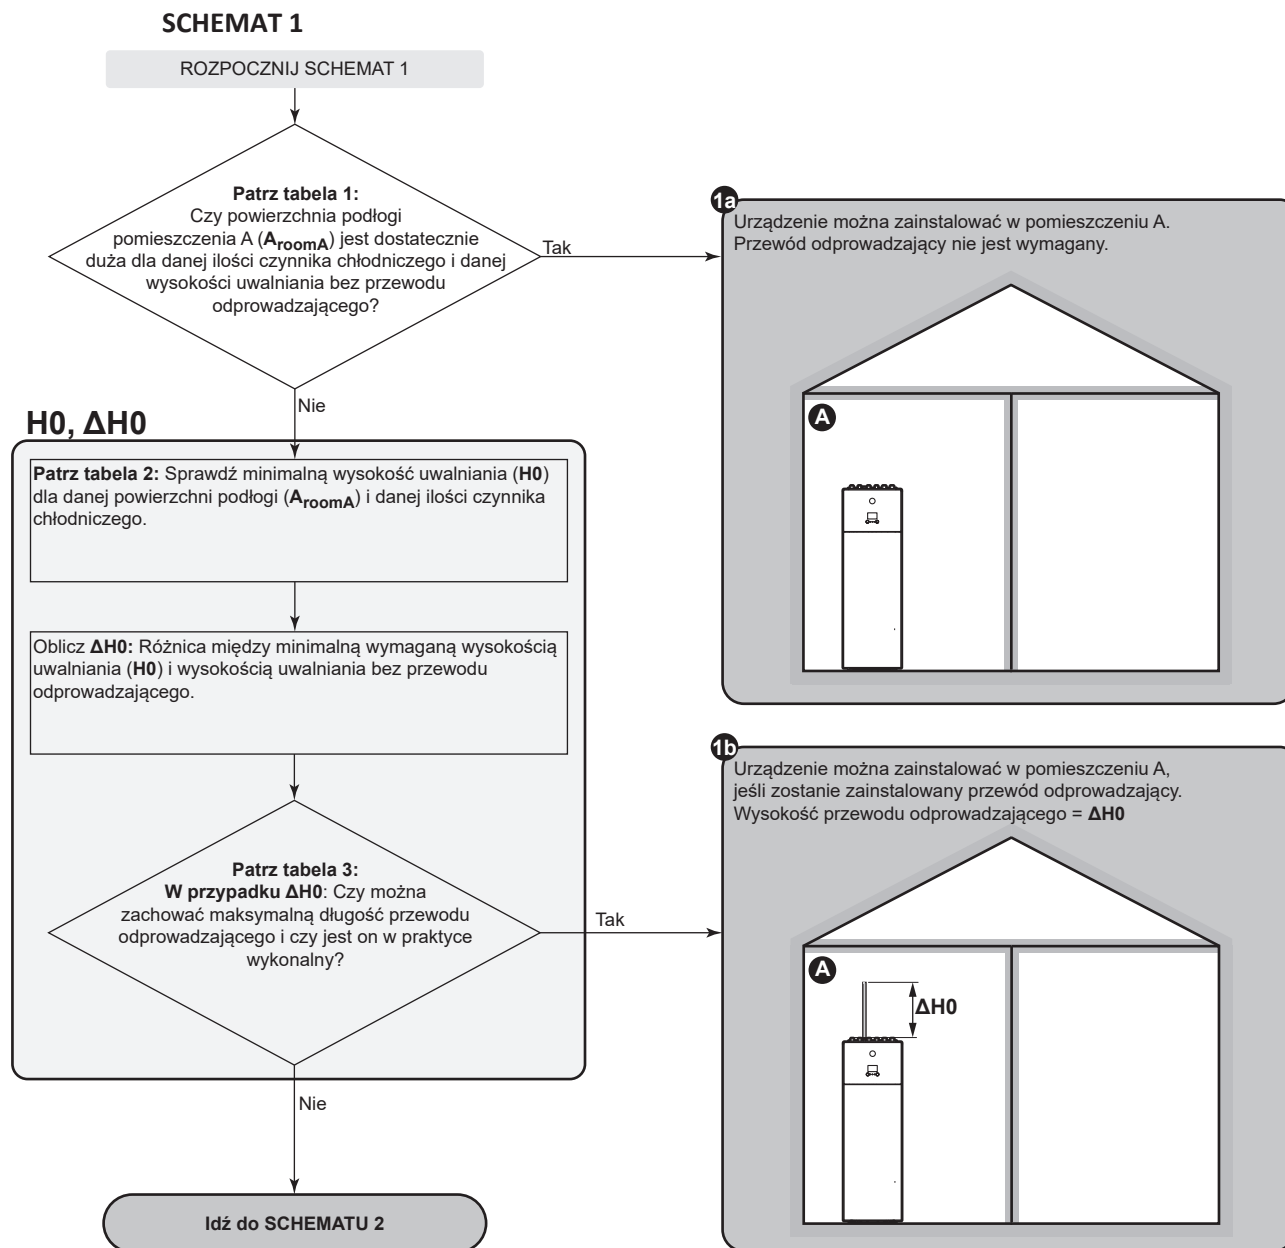 SCHEMAT 1
ROZPOCZNIJ SCHEMAT 1
Patrz tabela 1:
Czy powierzchnia podłogi
pomieszczenia A (AroomA) jest dostatecznie
duża dla danej ilości czynnika chłodniczego i danej
wysokości uwalniania bez przewodu
odprowadzającego?
Tak
Nie
1a
Urządzenie można zainstalować w pomieszczeniu A.
Przewód odprowadzający nie jest wymagany.
A
H0, ΔH0
Patrz tabela 2: Sprawdź minimalną wysokość uwalniania (H0)
dla danej powierzchni podłogi (AroomA) i danej ilości czynnika
chłodniczego.
Oblicz ΔH0: Różnica między minimalną wymaganą wysokością
uwalniania (H0) i wysokością uwalniania bez przewodu
odprowadzającego.
Patrz tabela 3:
W przypadku ΔH0: Czy można
zachować maksymalną długość przewodu
odprowadzającego i czy jest on w praktyce
wykonalny?
Tak
Nie
1b
Urządzenie można zainstalować w pomieszczeniu A,
jeśli zostanie zainstalowany przewód odprowadzający.
Wysokość przewodu odprowadzającego = ΔH0
A
ΔH0
Idź do SCHEMATU 2